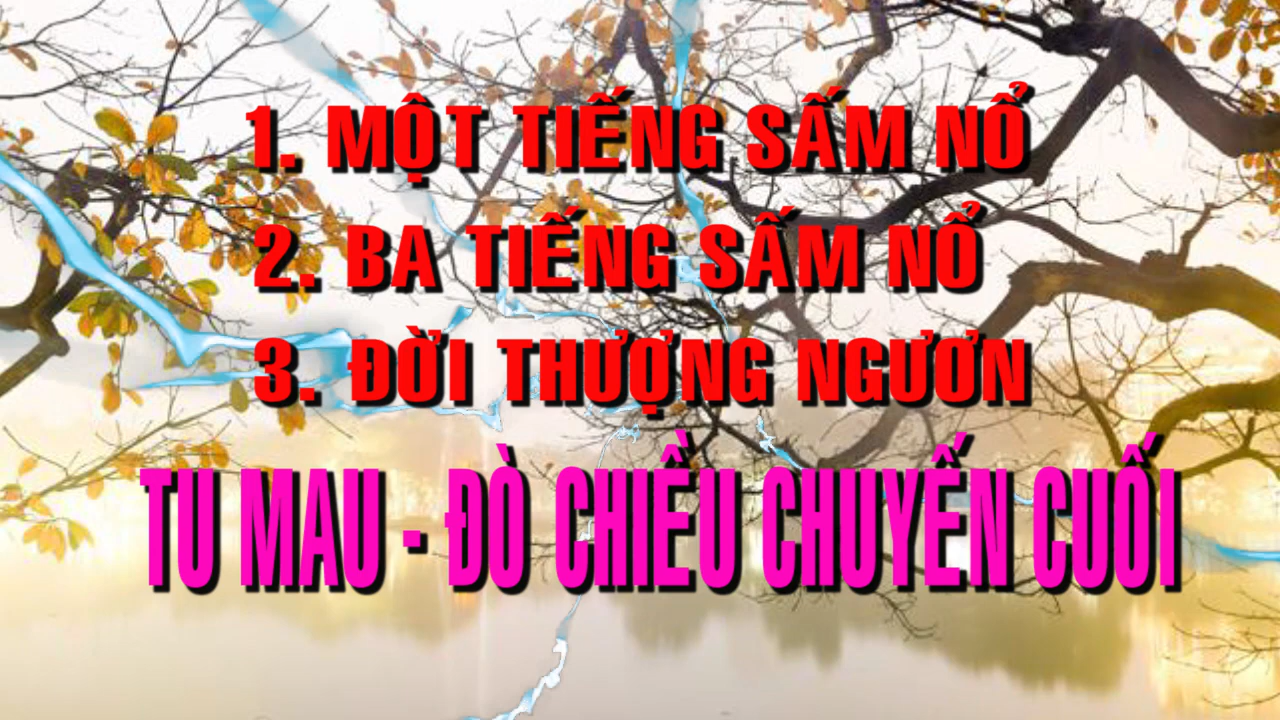 1. MỘT TIẾNG SẤM NỔ
2. BA TIẾNG SẤM NỔ
3. ĐỜI THƯỢNG NGƯƠN
TU MAU - ĐÒ CHIỀU CHUYẾN CUỐI